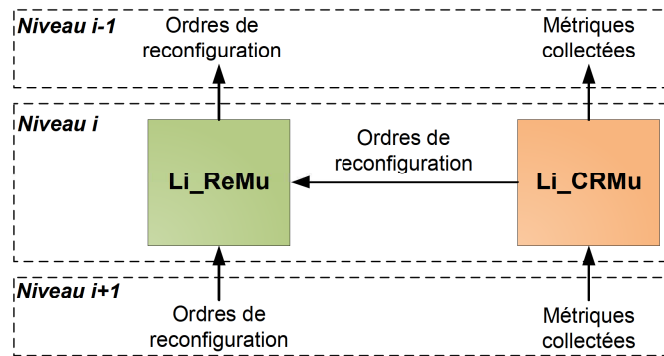 Niveau i-1
Ordres de
reconfiguration
Métriques
collectées
Niveau i
Li_ReMu
Ordres de
reconfiguration
Li_CRMu
Niveau i+1
Ordres de
reconfiguration
Métriques
collectées